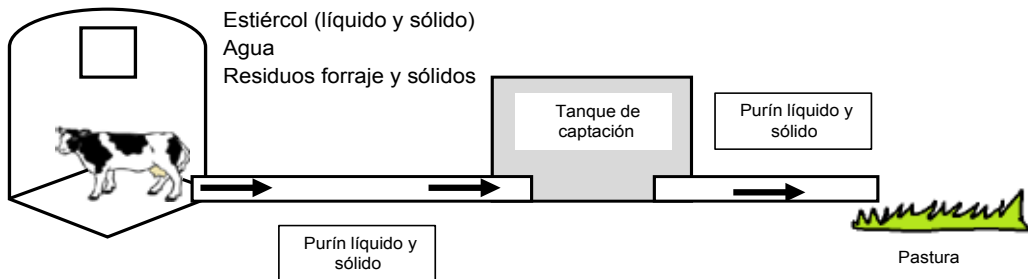 Estiércol (líquido y sólido)
Agua
Residuos forraje y sólidos
Tanque de
captación
Purín líquido y
sólido
Purín líquido y
sólido
Pastura